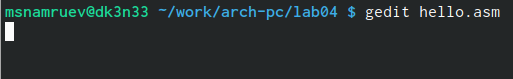 msnamruev@dk3n33 ~/work/arch-pc/lab04 $ gedit hello.asm